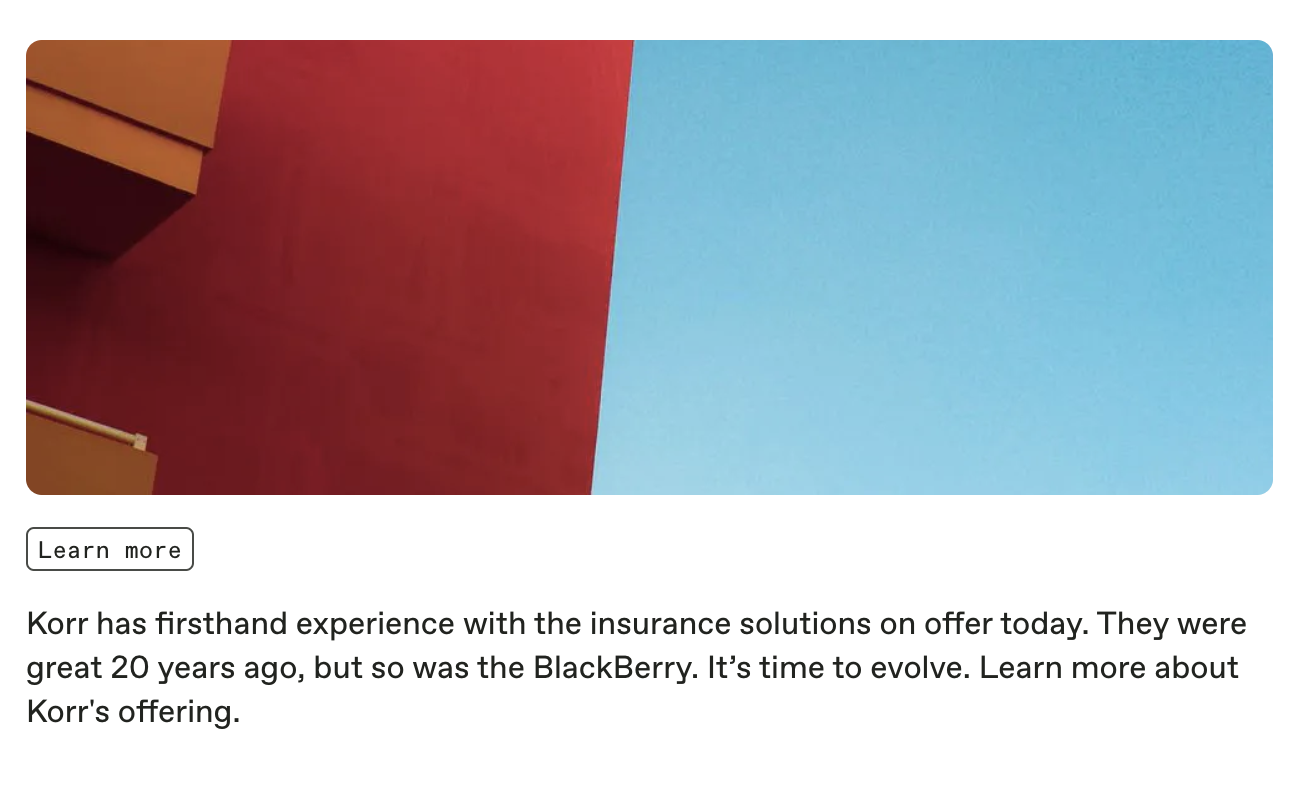 Learn more
Korr has firsthand experience with the insurance solutions on offer today. They were
great 20 years ago, but so was the BlackBerry. It’s time to evolve. Learn more about
Korr's offering.